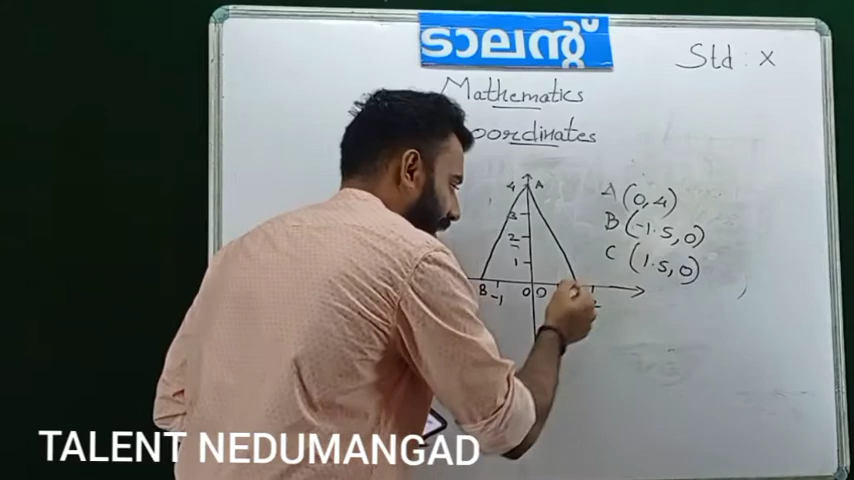 ടാലന്റ്
Std : X
Mathematics
oordinates
4 A
A (0, 4)
3
B (-1.5, 0)
2
C (1.5, 0)
1
B -1 0 0
TALENT NEDUMANGAD